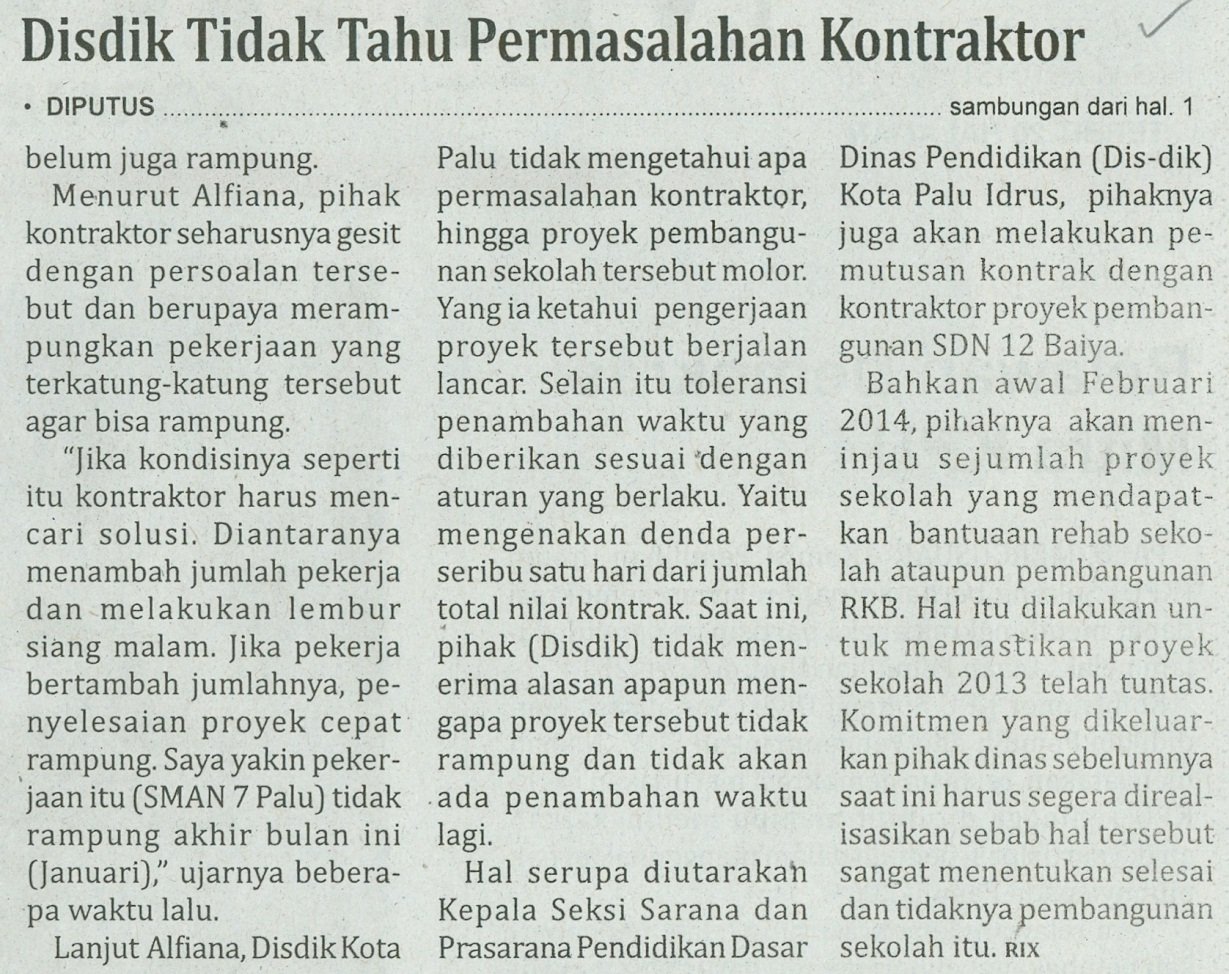 Disdik Tidak Tahu Permasalahan Kontraktor
• DIPUTUS ........................................................................................................ sambungan dari hal. 1
belum juga rampung.
Menurut Alfiana, pihak
kontraktor seharusnya gesit
dengan persoalan terse-
but dan berupaya meram-
pungkan pekerjaan yang
terkatung-katung tersebut
agar bisa rampung.
“Jika kondisinya seperti
itu kontraktor harus men-
cari solusi. Diantaranya
menambah jumlah pekerja
dan melakukan lembur
siang malam. Jika pekerja
bertambah jumlahnya, pe-
nyelesaian proyek cepat
rampung. Saya yakin peker-
jaan itu (SMAN 7 Palu) tidak
rampung akhir bulan ini
(Januari),” ujarnya bebera-
pa waktu lalu.
Lanjut Alfiana, Disdik Kota
Palu tidak mengetahui apa
permasalahan kontraktor,
hingga proyek pembangu-
nan sekolah tersebut molor.
Yang ia ketahui pengerjaan
proyek tersebut berjalan
lancar. Selain itu toleransi
penambahan waktu yang
diberikan sesuai dengan
aturan yang berlaku. Yaitu
mengenakan denda per-
seribu satu hari dari jumlah
total nilai kontrak. Saat ini,
pihak (Disdik) tidak men-
erima alasan apapun men-
gapa proyek tersebut tidak
rampung dan tidak akan
ada penambahan waktu
lagi.
Hal serupa diutarakan
Kepala Seksi Sarana dan
Prasarana Pendidikan Dasar
Dinas Pendidikan (Dis-dik)
Kota Palu Idrus, pihaknya
juga akan melakukan pe-
mutusan kontrak dengan
kontraktor proyek pemban-
gunan SDN 12 Baiya.
Bahkan awal Februari
2014, pihaknya akan men-
injau sejumlah proyek
sekolah yang mendapat-
kan bantuaan rehab seko-
lah ataupun pembangunan
RKB. Hal itu dilakukan un-
tuk memastikan proyek
sekolah 2013 telah tuntas.
Komitmen yang dikeluar-
kan pihak dinas sebelumnya
saat ini harus segera direal-
isasikan sebab hal tersebut
sangat menentukan selesai
dan tidaknya pembangunan
sekolah itu. RIX